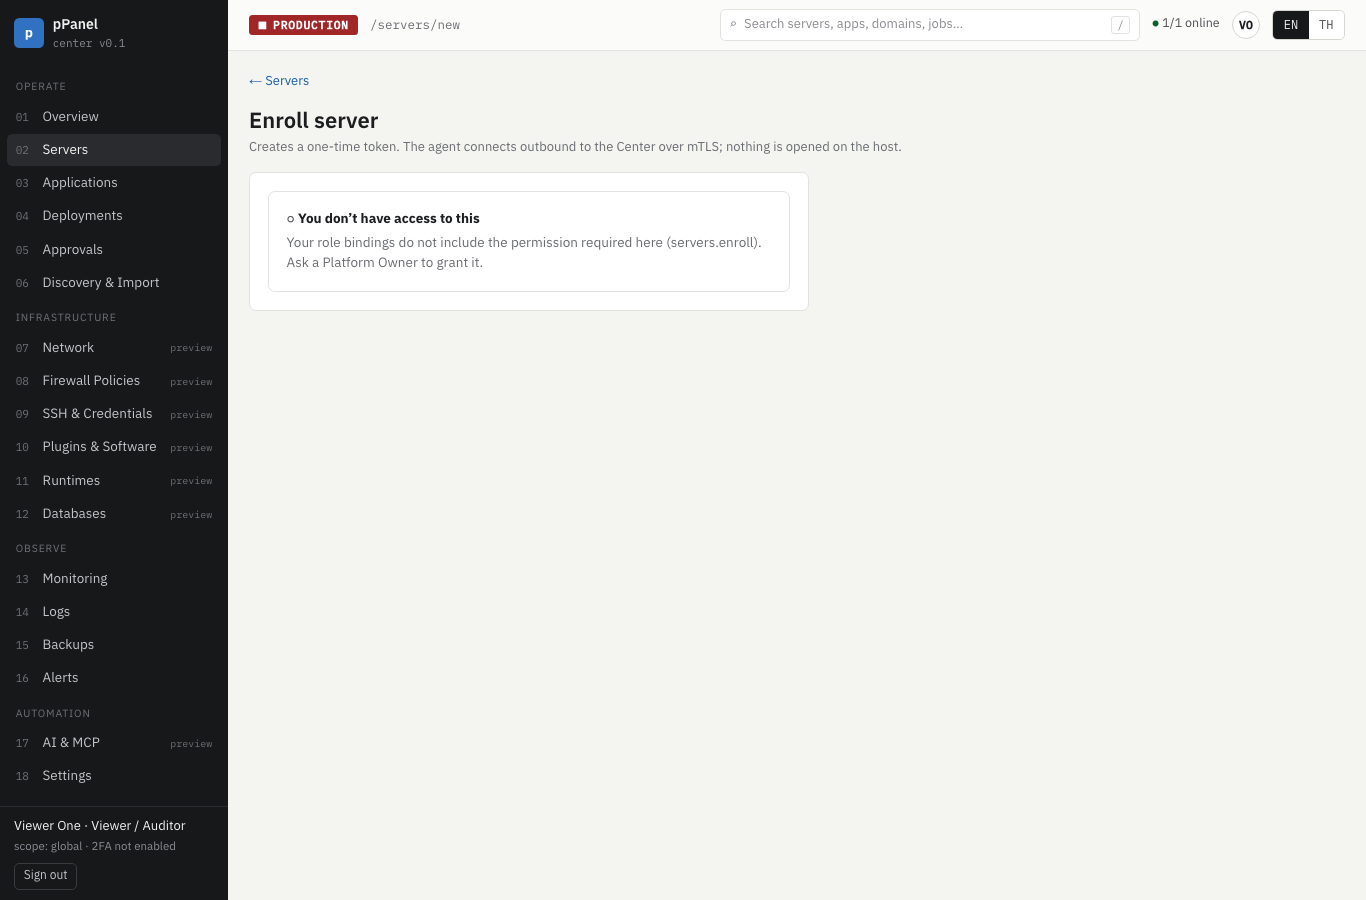 p
pPanel
center v0.1
OPERATE
01 Overview
02 Servers
03 Applications
04 Deployments
05 Approvals
06 Discovery & Import
INFRASTRUCTURE
07 Network preview
08 Firewall Policies preview
09 SSH & Credentials preview
10 Plugins & Software preview
11 Runtimes preview
12 Databases preview
OBSERVE
13 Monitoring
14 Logs
15 Backups
16 Alerts
AUTOMATION
17 AI & MCP preview
18 Settings
Viewer One · Viewer / Auditor
scope: global · 2FA not enabled
Sign out
■ PRODUCTION /servers/new
⌕ Search servers, apps, domains, jobs… /
● 1/1 online
VO
EN TH
← Servers
Enroll server
Creates a one-time token. The agent connects outbound to the Center over mTLS; nothing is opened on the host.
○ You don’t have access to this
Your role bindings do not include the permission required here (servers.enroll).
Ask a Platform Owner to grant it.